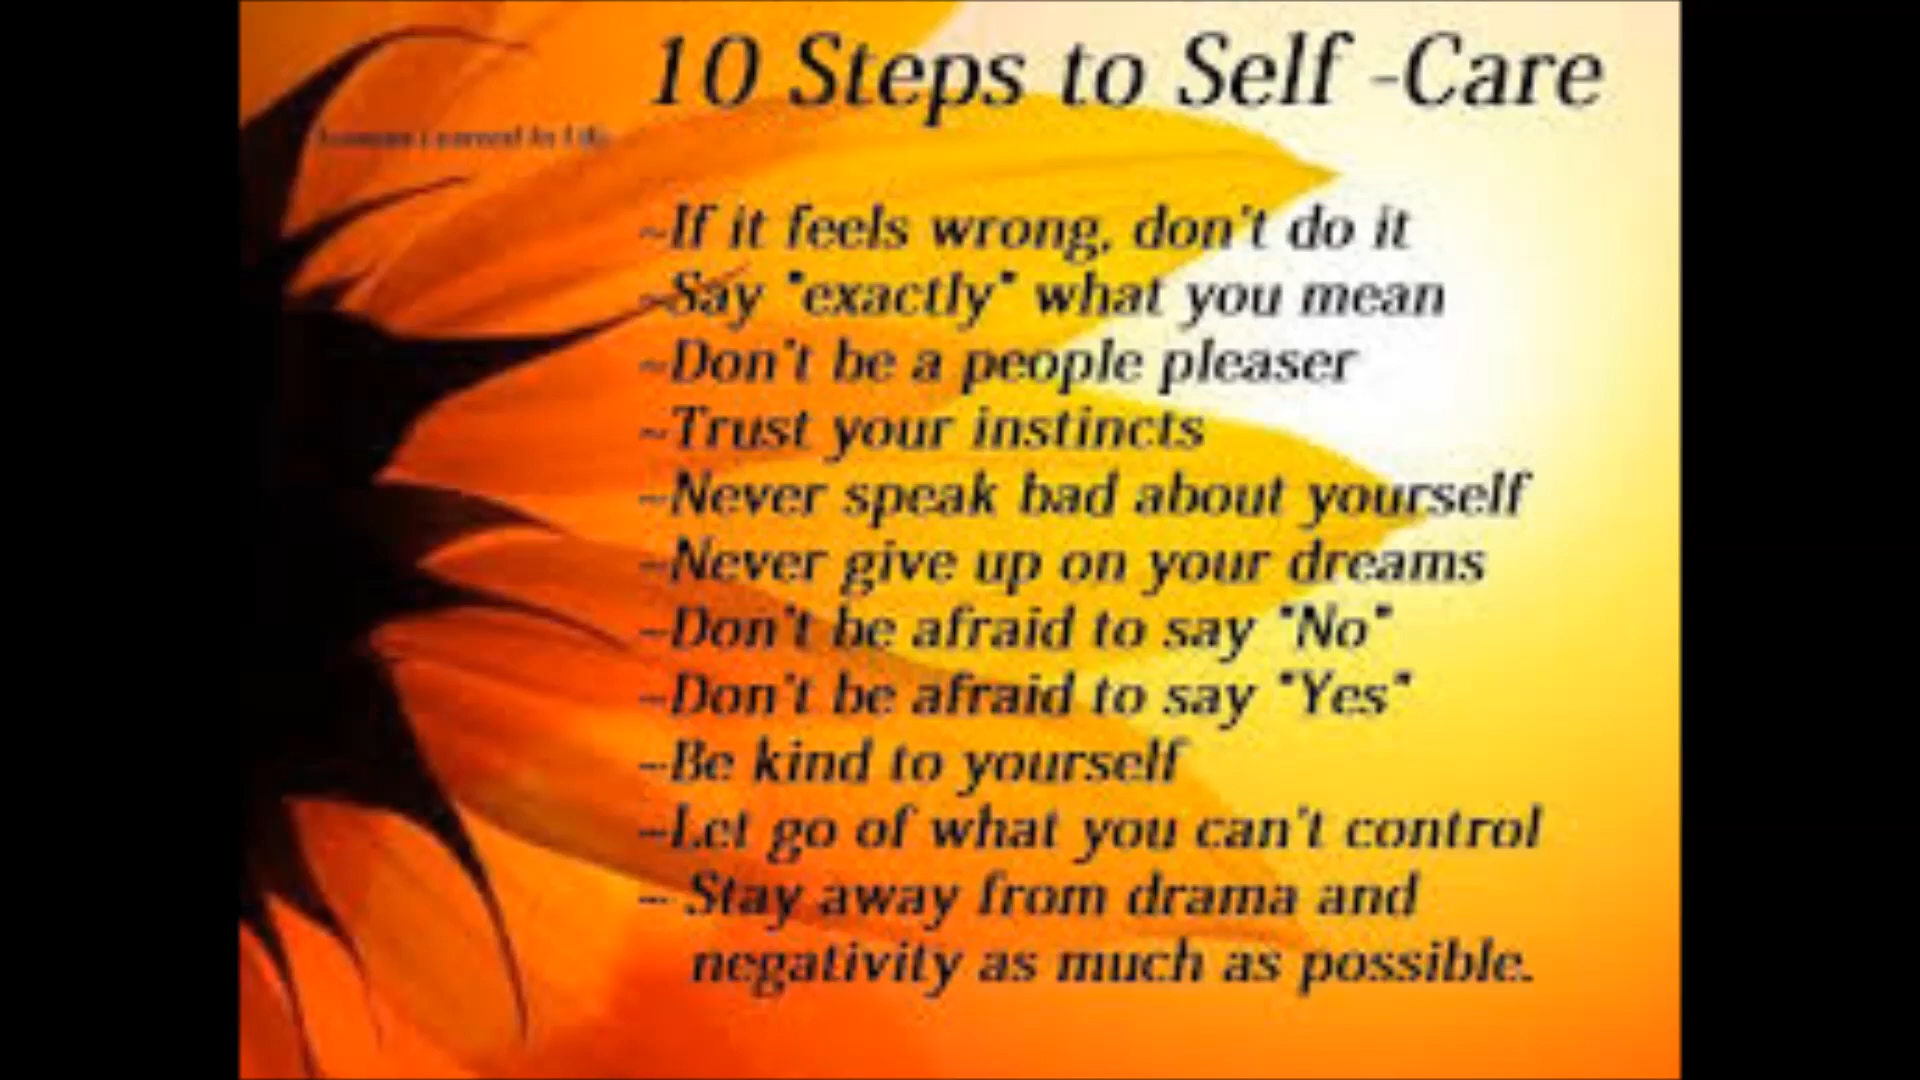 10 Steps to Self -Care
~If it feels wrong, don't do it
~Say "exactly" what you mean
~Don't be a people pleaser
~Trust your instincts
~Never speak bad about yourself
~Never give up on your dreams
~Don't be afraid to say "No"
~Don't be afraid to say "Yes"
~Be kind to yourself
~Let go of what you can't control
~ Stay away from drama and
negativity as much as possible.